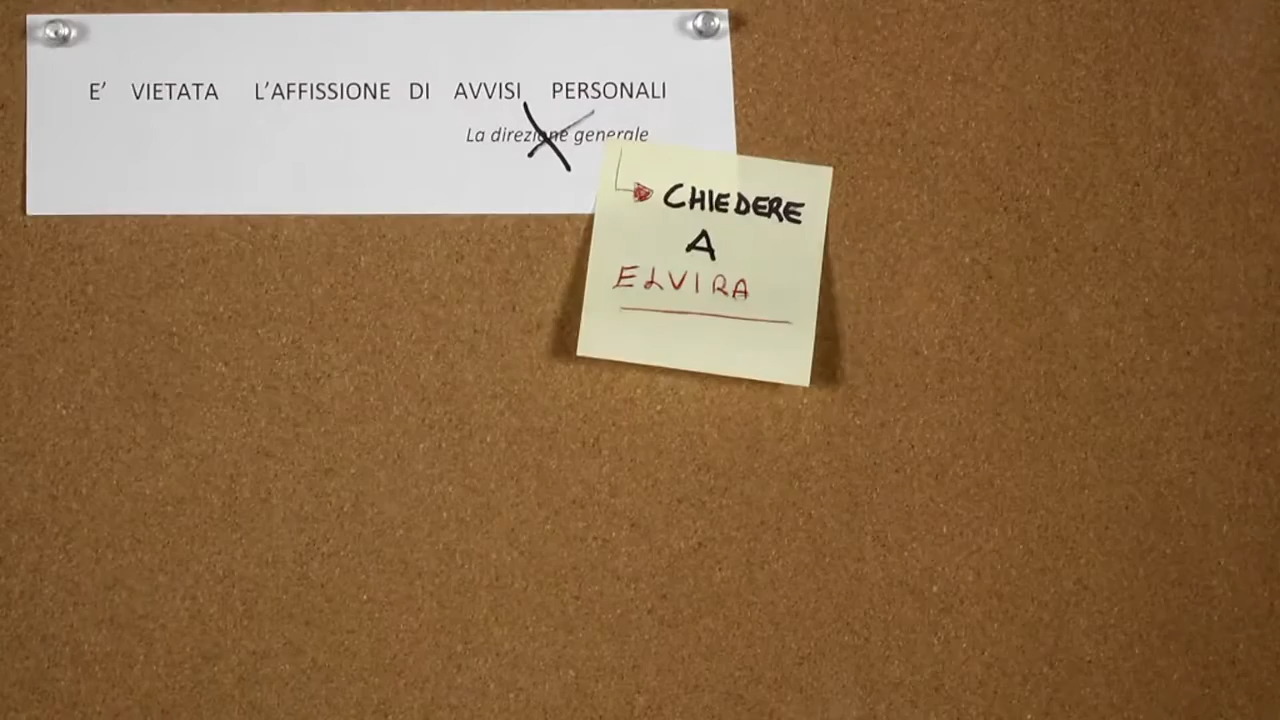 E' VIETATA L'AFFISSIONE DI AVVISI PERSONALI
La direzione generale
CHIEDERE
A
ELVIRA